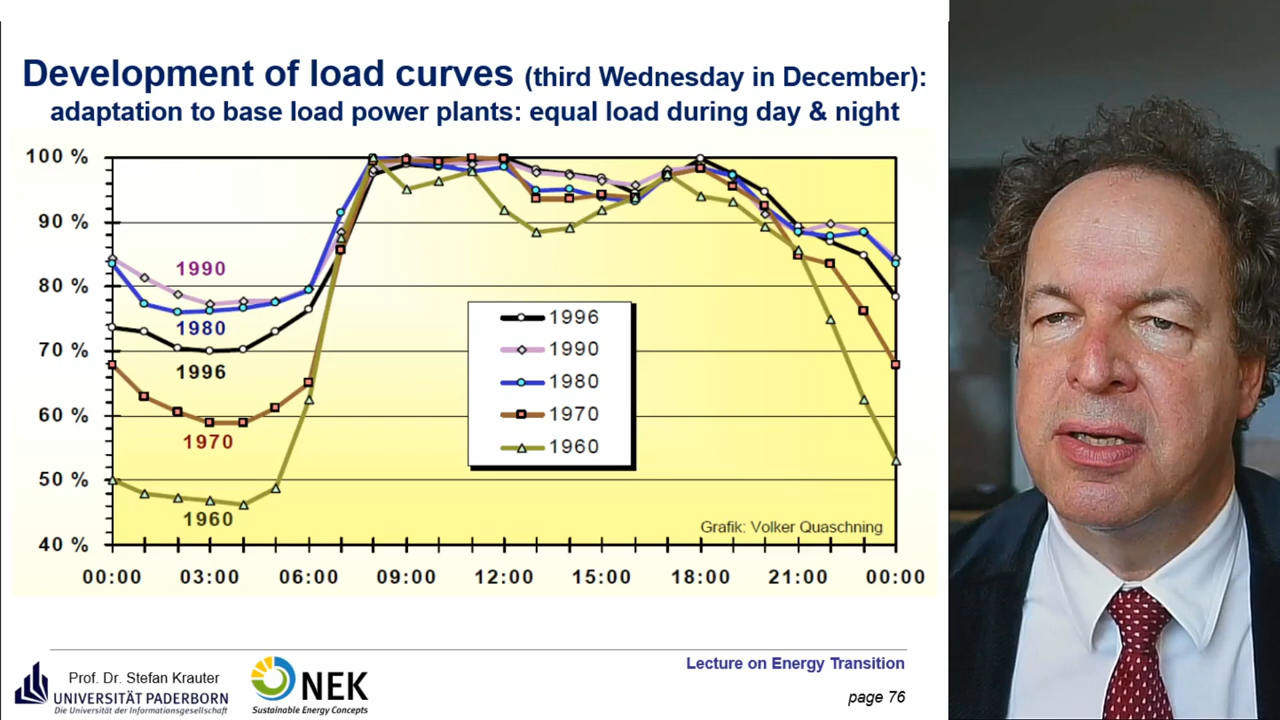 Development of load curves (third Wednesday in December):
adaptation to base load power plants: equal load during day & night
100 %
90 %
80 %
70 %
60 %
50 %
40 %
1990
1980
1996
1970
1960
1996
1990
1980
1970
1960
Grafik: Volker Quaschning
00:00 03:00 06:00 09:00 12:00 15:00 18:00 21:00 00:00
Prof. Dr. Stefan Krauter
UNIVERSITÄT PADERBORN
Die Universität der Informationsgesellschaft
NEK
Sustainable Energy Concepts
Lecture on Energy Transition
page 76